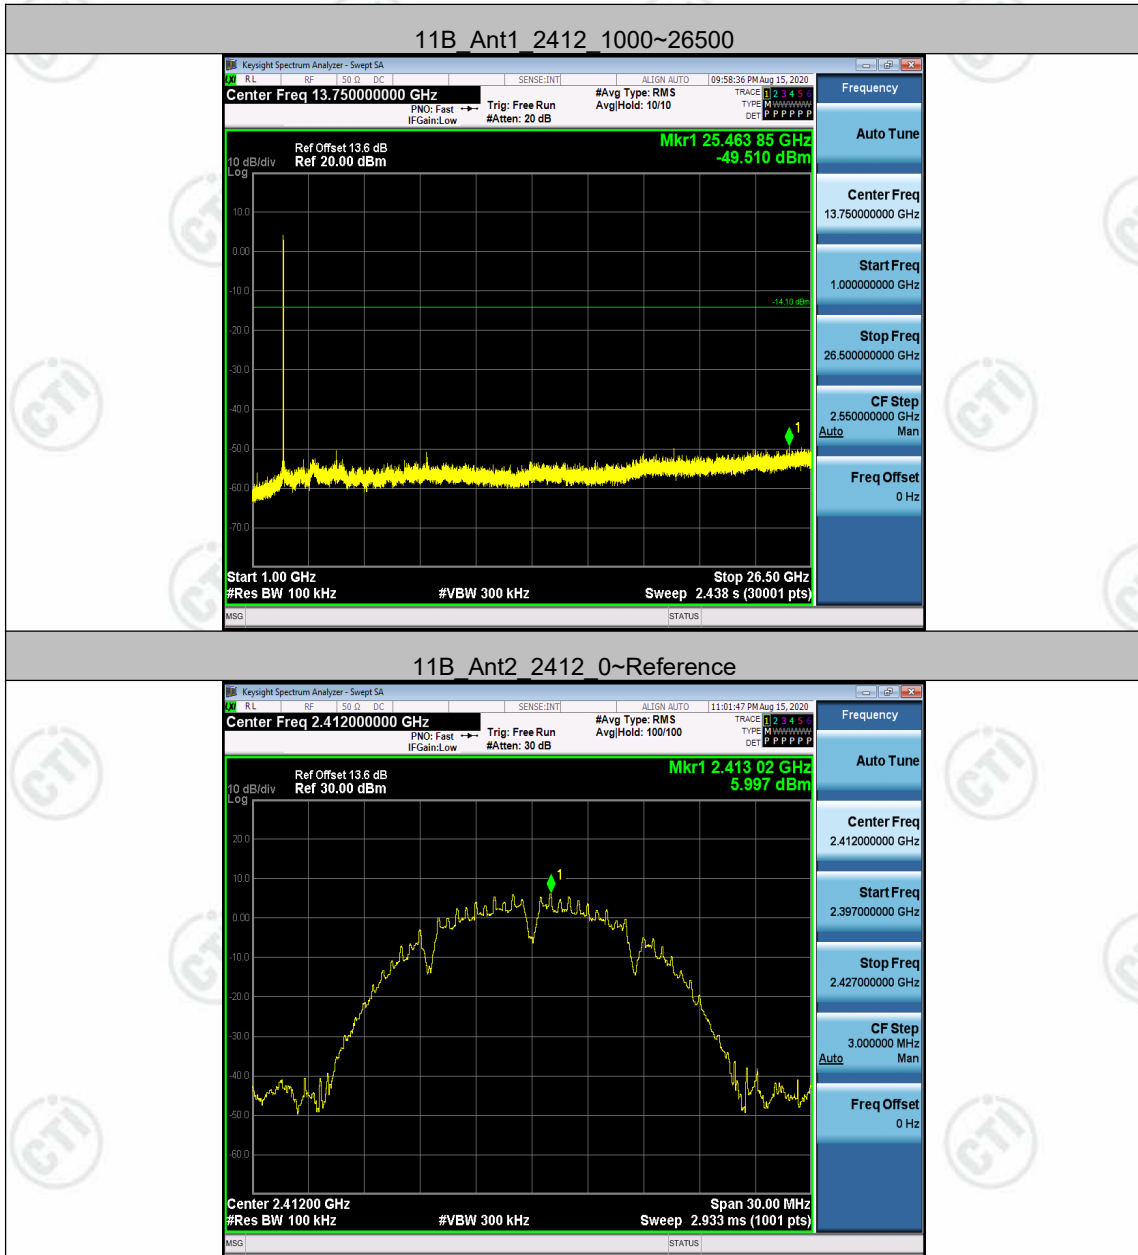 11B_Ant1_2412_1000~26500
Keysight Spectrum Analyzer - Swept SA
LXI RL RF 50 Ω DC SENSE:INT ALIGN AUTO 09:58:36 PM Aug 15, 2020
Center Freq 13.750000000 GHz
PNO: Fast
IFGain:Low
Trig: Free Run
#Atten: 20 dB
#Avg Type: RMS
Avg|Hold: 10/10
TRACE 1 2 3 4 5 6
TYPE M WWWWW
DET P P P P P P
Frequency
Mkr1 25.463 85 GHz
-49.510 dBm
Ref Offset 13.6 dB
10 dB/div Ref 20.00 dBm
Log
10.0
0.00
-10.0
-14.10 dBm
-20.0
-30.0
-40.0
1
-50.0
-60.0
-70.0
Start 1.00 GHz Stop 26.50 GHz
#Res BW 100 kHz #VBW 300 kHz Sweep 2.438 s (30001 pts)
MSG STATUS
Auto Tune
Center Freq
13.750000000 GHz
Start Freq
1.000000000 GHz
Stop Freq
26.500000000 GHz
CF Step
2.550000000 GHz
Auto Man
Freq Offset
0 Hz
11B_Ant2_2412_0~Reference
Keysight Spectrum Analyzer - Swept SA
LXI RL RF 50 Ω DC SENSE:INT ALIGN AUTO 11:01:47 PM Aug 15, 2020
Center Freq 2.412000000 GHz
PNO: Fast
IFGain:Low
Trig: Free Run
#Atten: 30 dB
#Avg Type: RMS
Avg|Hold: 100/100
TRACE 1 2 3 4 5 6
TYPE M WWWWW
DET P P P P P P
Frequency
Mkr1 2.413 02 GHz
5.997 dBm
Ref Offset 13.6 dB
10 dB/div Ref 30.00 dBm
Log
20.0
10.0
1
0.00
-10.0
-20.0
-30.0
-40.0
-50.0
-60.0
Center 2.41200 GHz Span 30.00 MHz
#Res BW 100 kHz #VBW 300 kHz Sweep 2.933 ms (1001 pts)
MSG STATUS
Auto Tune
Center Freq
2.412000000 GHz
Start Freq
2.397000000 GHz
Stop Freq
2.427000000 GHz
CF Step
3.000000 MHz
Auto Man
Freq Offset
0 Hz
CTI
CTI
CTI
CTI
CTI
CTI
CTI
CTI